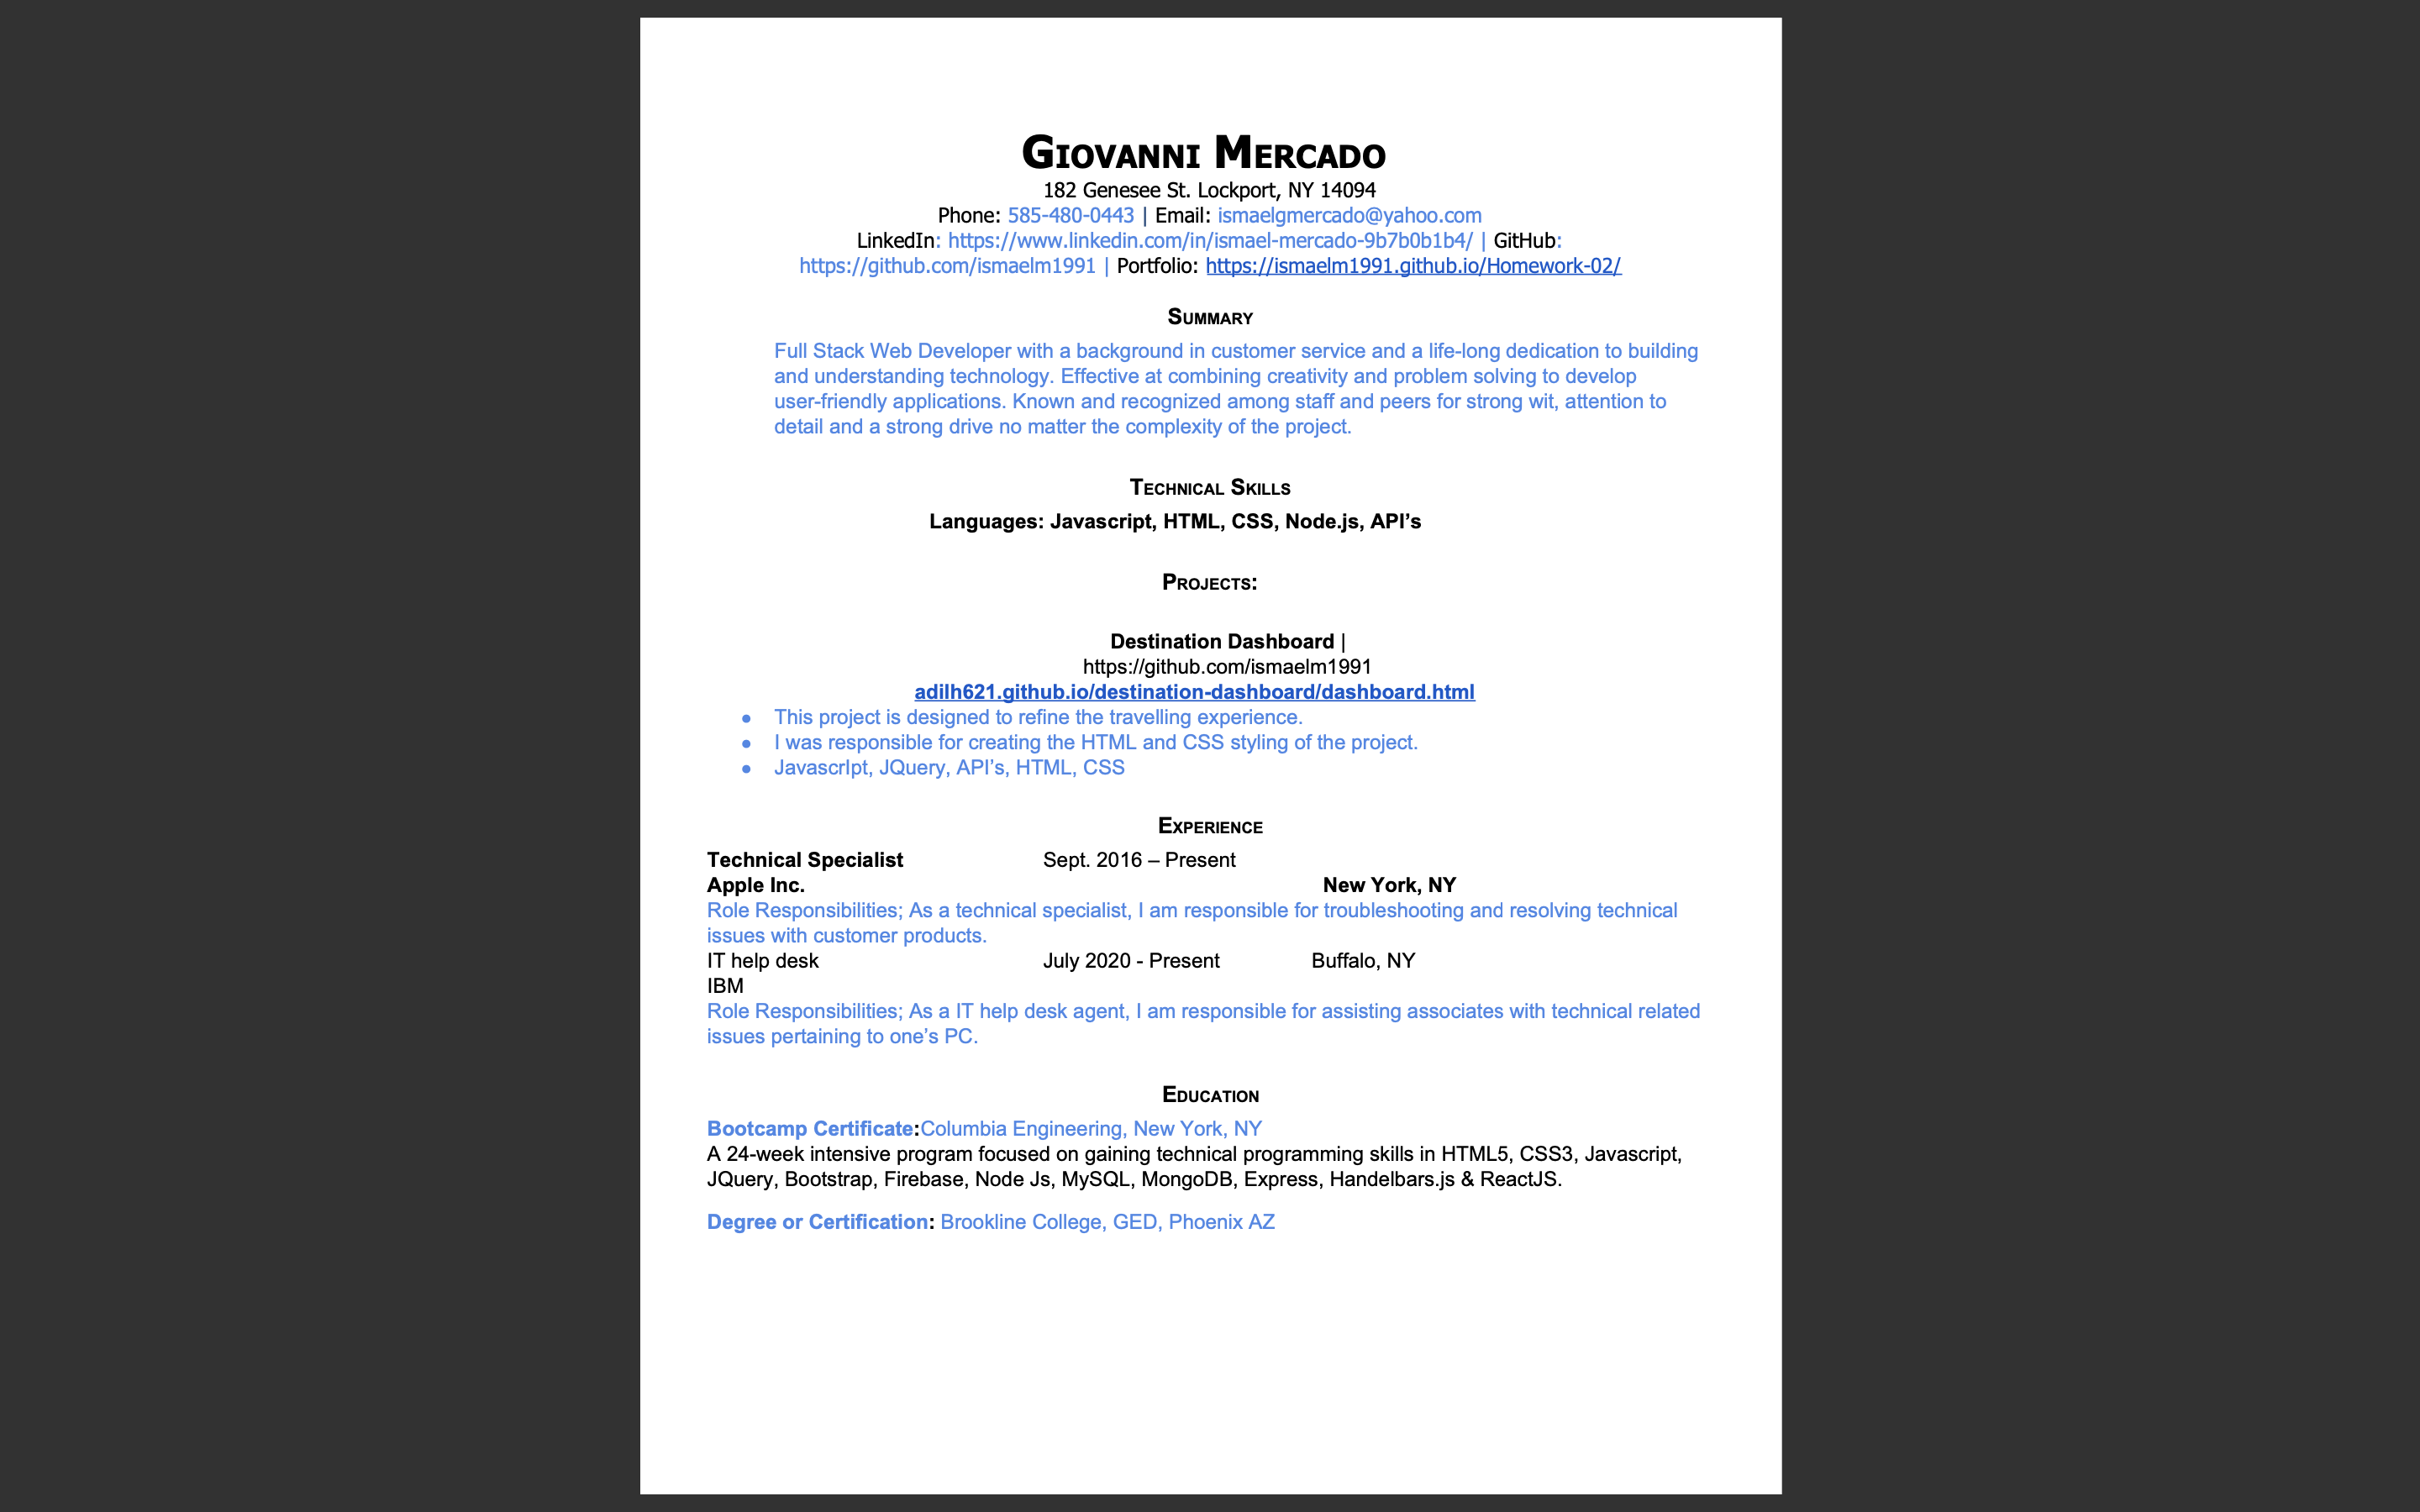 Giovanni Mercado
182 Genesee St. Lockport, NY 14094
Phone: 585-480-0443 | Email: ismaelgmercado@yahoo.com
LinkedIn: https://www.linkedin.com/in/ismael-mercado-9b7b0b1b4/ | GitHub:
https://github.com/ismaelm1991 | Portfolio: https://ismaelm1991.github.io/Homework-02/
Summary
Full Stack Web Developer with a background in customer service and a life-long dedication to building
and understanding technology. Effective at combining creativity and problem solving to develop
user-friendly applications. Known and recognized among staff and peers for strong wit, attention to
detail and a strong drive no matter the complexity of the project.
Technical Skills
Languages: Javascript, HTML, CSS, Node.js, API’s
Projects:
Destination Dashboard |
https://github.com/ismaelm1991
adilh621.github.io/destination-dashboard/dashboard.html
● This project is designed to refine the travelling experience.
● I was responsible for creating the HTML and CSS styling of the project.
● JavascrIpt, JQuery, API’s, HTML, CSS
Experience
Technical Specialist Sept. 2016 – Present
Apple Inc. New York, NY
Role Responsibilities; As a technical specialist, I am responsible for troubleshooting and resolving technical
issues with customer products.
IT help desk July 2020 - Present Buffalo, NY
IBM
Role Responsibilities; As a IT help desk agent, I am responsible for assisting associates with technical related
issues pertaining to one’s PC.
Education
Bootcamp Certificate:Columbia Engineering, New York, NY
A 24-week intensive program focused on gaining technical programming skills in HTML5, CSS3, Javascript,
JQuery, Bootstrap, Firebase, Node Js, MySQL, MongoDB, Express, Handelbars.js & ReactJS.
Degree or Certification: Brookline College, GED, Phoenix AZ